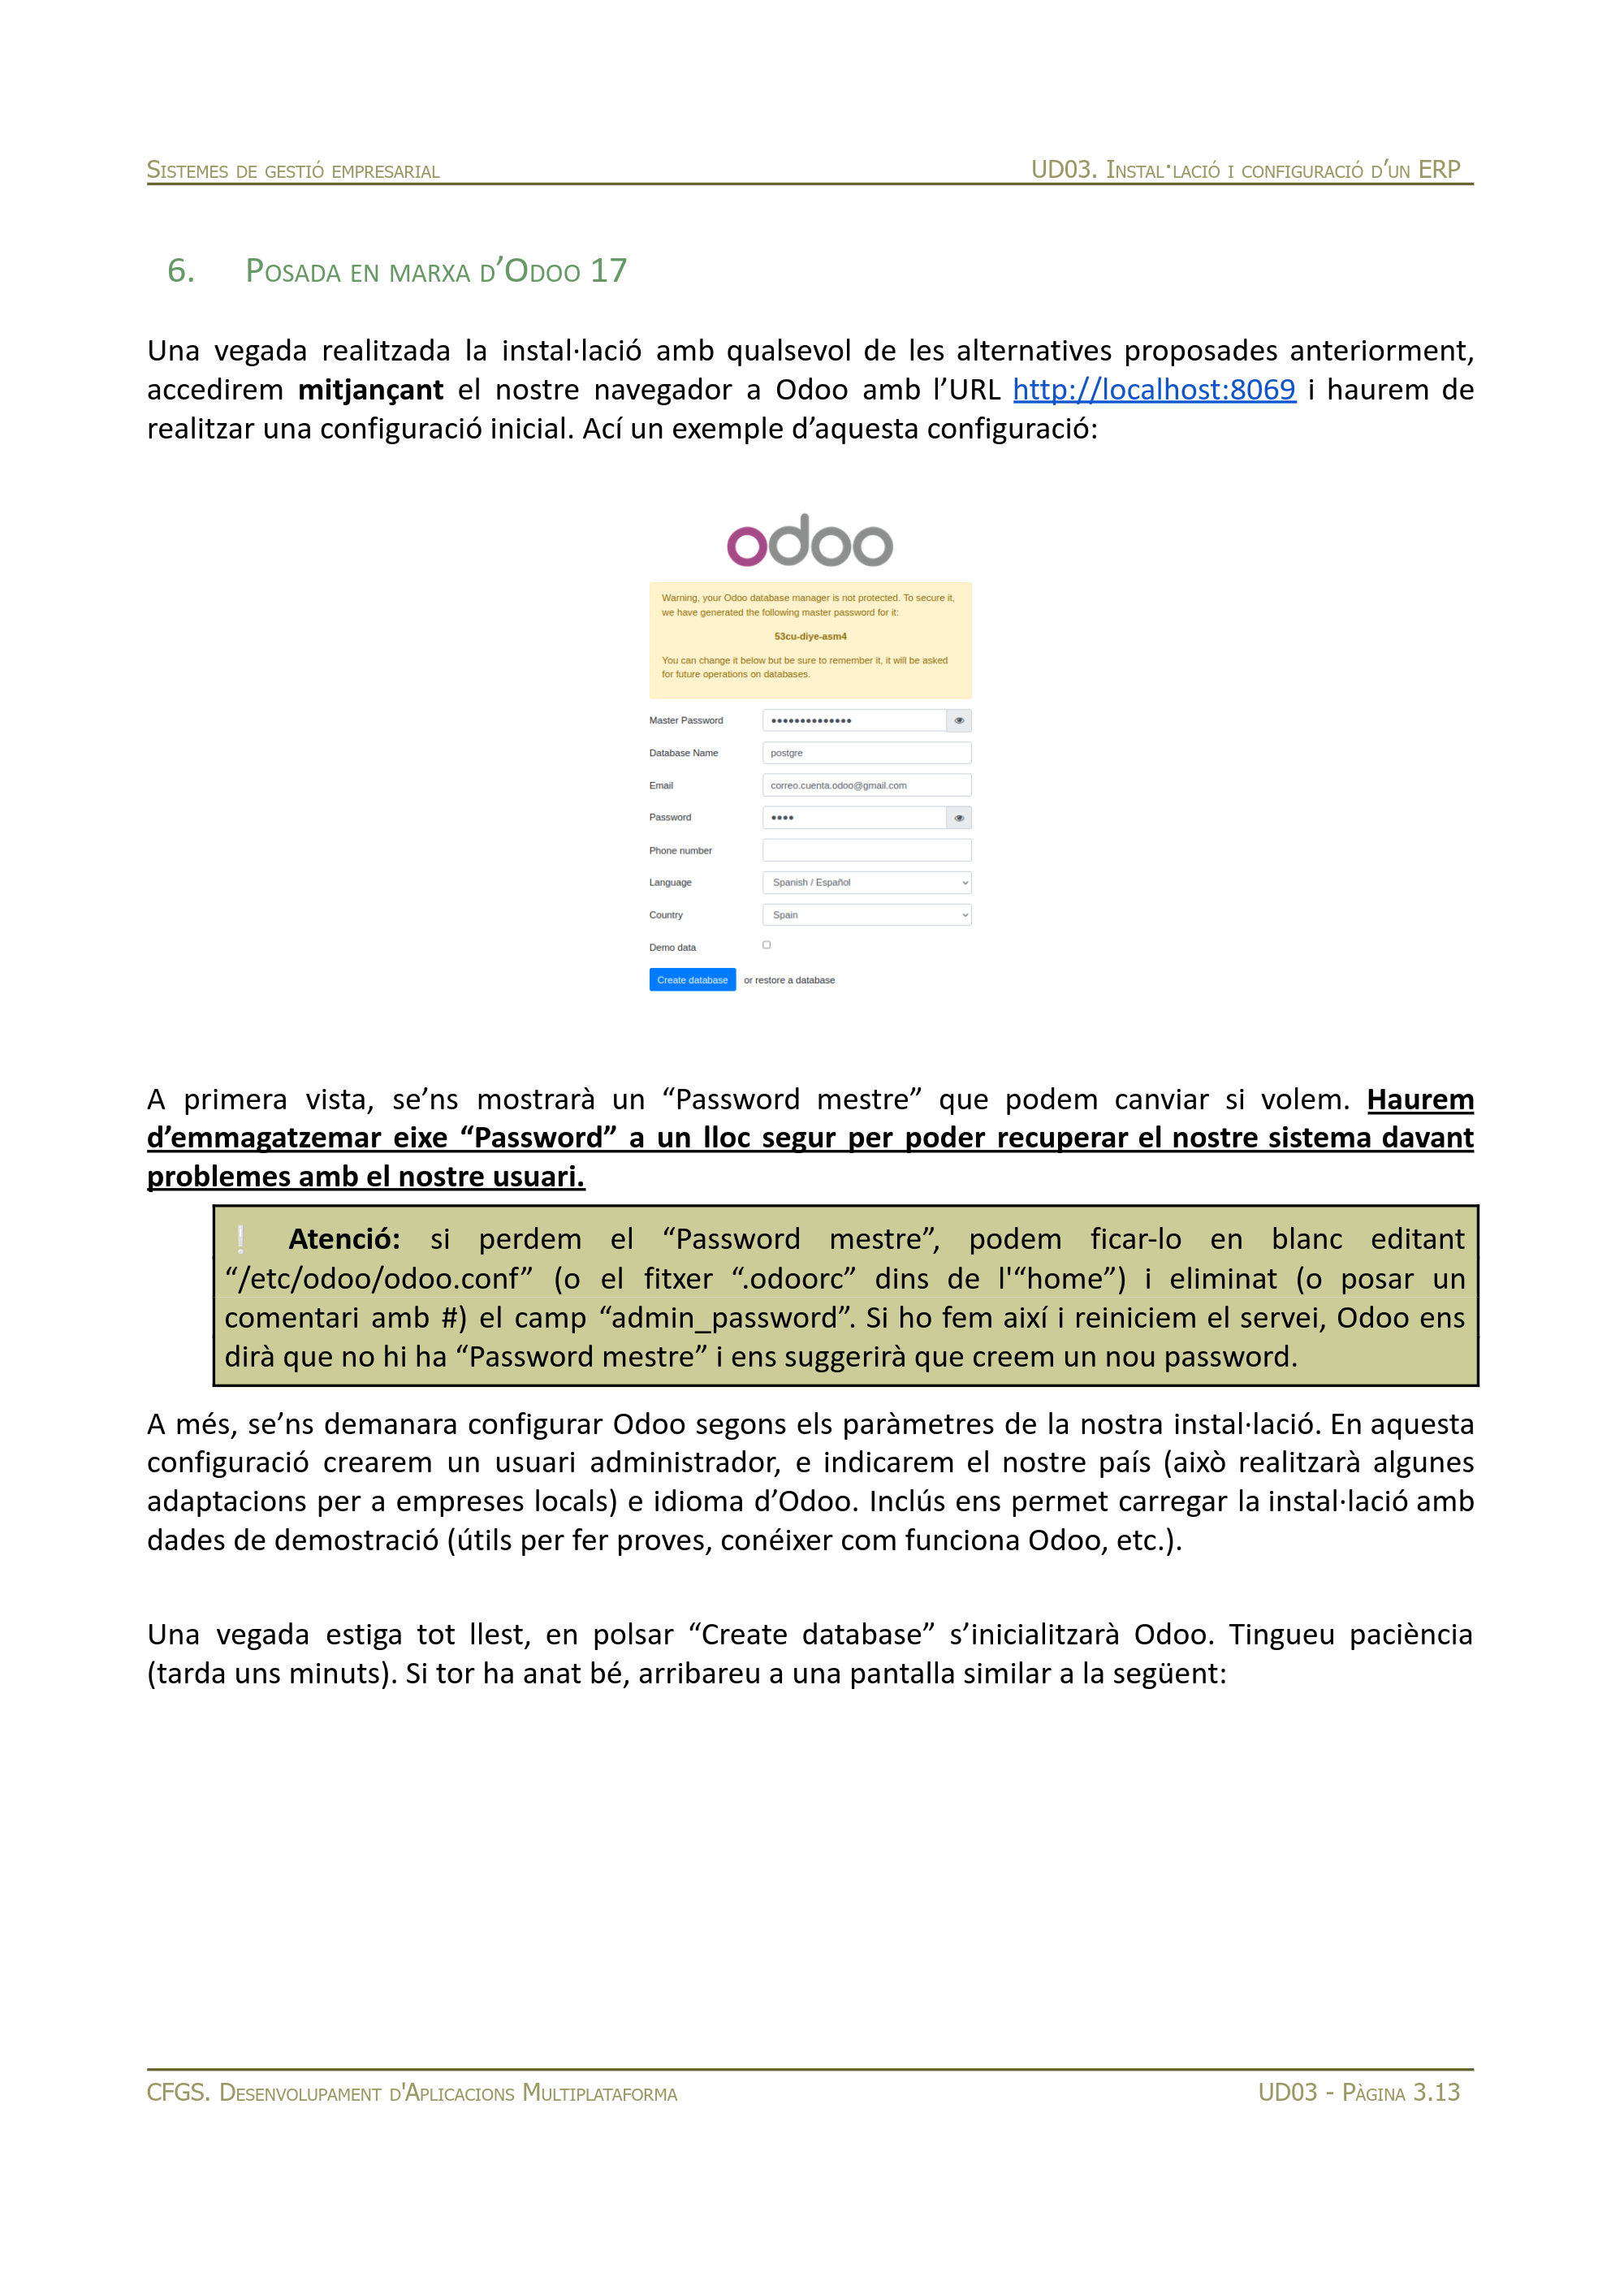 Sistemes de gestió empresarial UD03. Instal·lació i configuració d’un ERP
6. Posada en marxa d’Odoo 17
Una vegada realitzada la instal·lació amb qualsevol de les alternatives proposades anteriorment,
accedirem mitjançant el nostre navegador a Odoo amb l’URL http://localhost:8069 i haurem de
realitzar una configuració inicial. Ací un exemple d’aquesta configuració:
odoo
Warning, your Odoo database manager is not protected. To secure it,
we have generated the following master password for it:
53cu-diye-asm4
You can change it below but be sure to remember it, it will be asked
for future operations on databases.
Master Password ••••••••••••••
Database Name postgre
Email correo.cuenta.odoo@gmail.com
Password ••••
Phone number
Language Spanish / Español
Country Spain
Demo data
Create database or restore a database
A primera vista, se’ns mostrarà un “Password mestre” que podem canviar si volem. Haurem
d’emmagatzemar eixe “Password” a un lloc segur per poder recuperar el nostre sistema davant
problemes amb el nostre usuari.
❕ Atenció: si perdem el “Password mestre”, podem ficar-lo en blanc editant
“/etc/odoo/odoo.conf” (o el fitxer “.odoorc” dins de l'“home”) i eliminat (o posar un
comentari amb #) el camp “admin_password”. Si ho fem així i reiniciem el servei, Odoo ens
dirà que no hi ha “Password mestre” i ens suggerirà que creem un nou password.
A més, se’ns demanara configurar Odoo segons els paràmetres de la nostra instal·lació. En aquesta
configuració crearem un usuari administrador, e indicarem el nostre país (això realitzarà algunes
adaptacions per a empreses locals) e idioma d’Odoo. Inclús ens permet carregar la instal·lació amb
dades de demostració (útils per fer proves, conéixer com funciona Odoo, etc.).
Una vegada estiga tot llest, en polsar “Create database” s’inicialitzarà Odoo. Tingueu paciència
(tarda uns minuts). Si tor ha anat bé, arribareu a una pantalla similar a la següent:
CFGS. Desenvolupament d'Aplicacions Multiplataforma UD03 - Pàgina 3.13